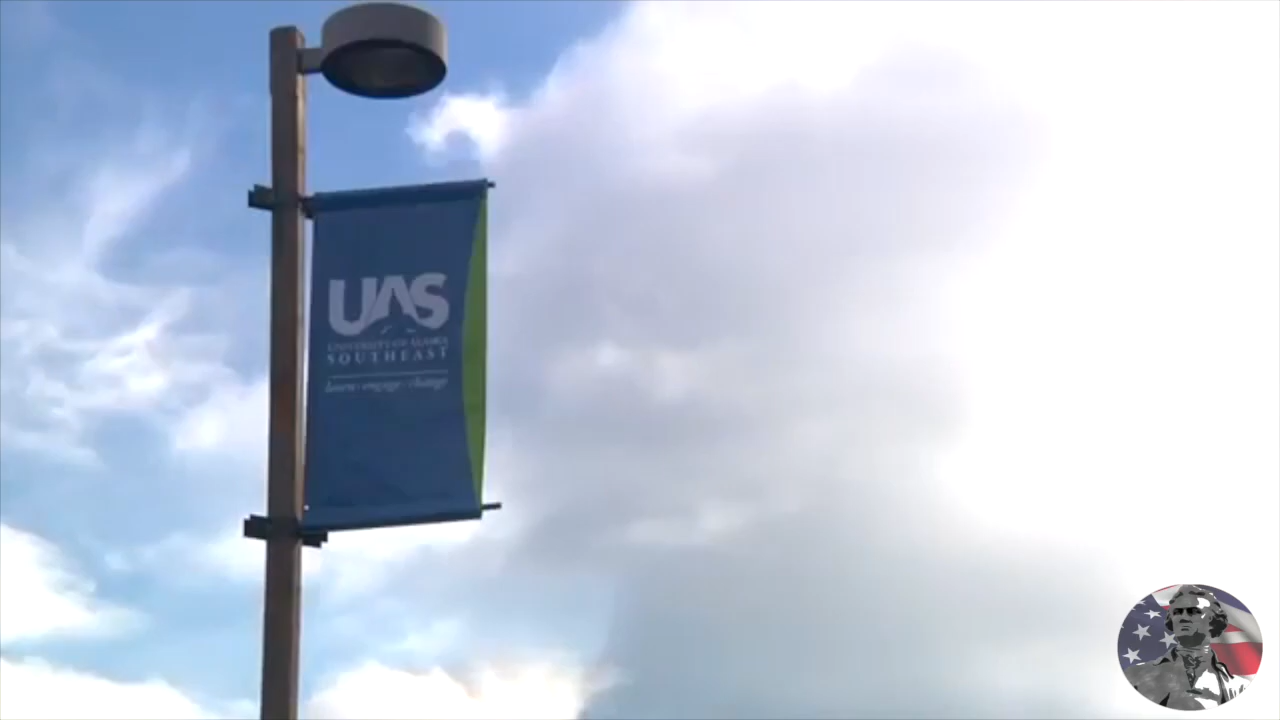 UAS
UNIVERSITY OF ALASKA
SOUTHEAST
learn • engage • change